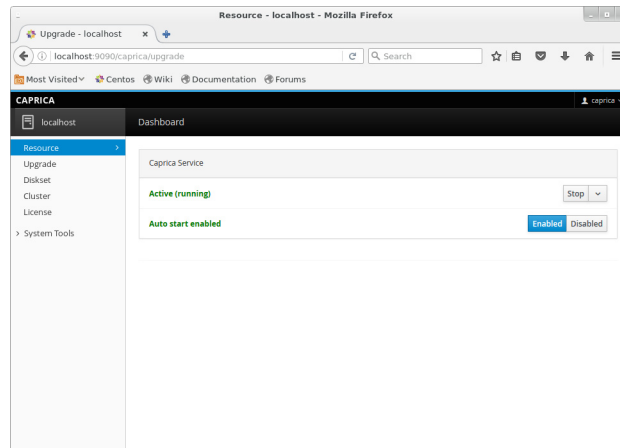 Resource - localhost - Mozilla Firefox
Upgrade - localhost
localhost:9090/caprica/upgrade
Search
Most Visited Centos Wiki Documentation Forums
CAPRICA
caprica
localhost
Dashboard
Resource
Upgrade
Diskset
Cluster
License
System Tools
Caprica Service
Active (running)
Stop
Auto start enabled
Enabled Disabled